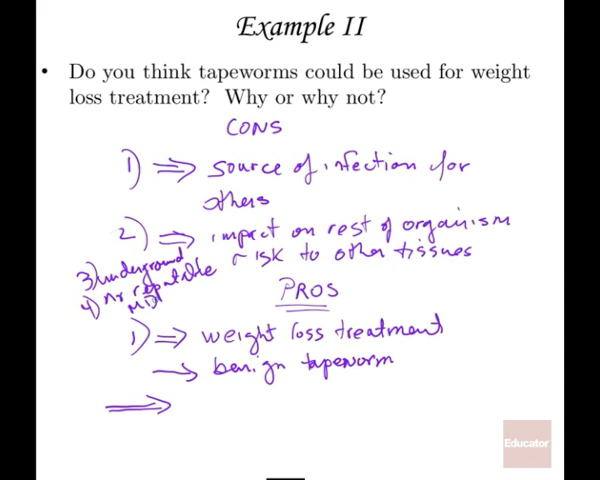 Example II
• Do you think tapeworms could be used for weight
loss treatment? Why or why not?
CONS
1) ⇒ source of infection for
others
2) ⇒ impact on rest of organism
risk to other tissues
3) underground
4) No reputable
MD
PROS
1) ⇒ weight loss treatment
→ benign tapeworm
⇒
Educator